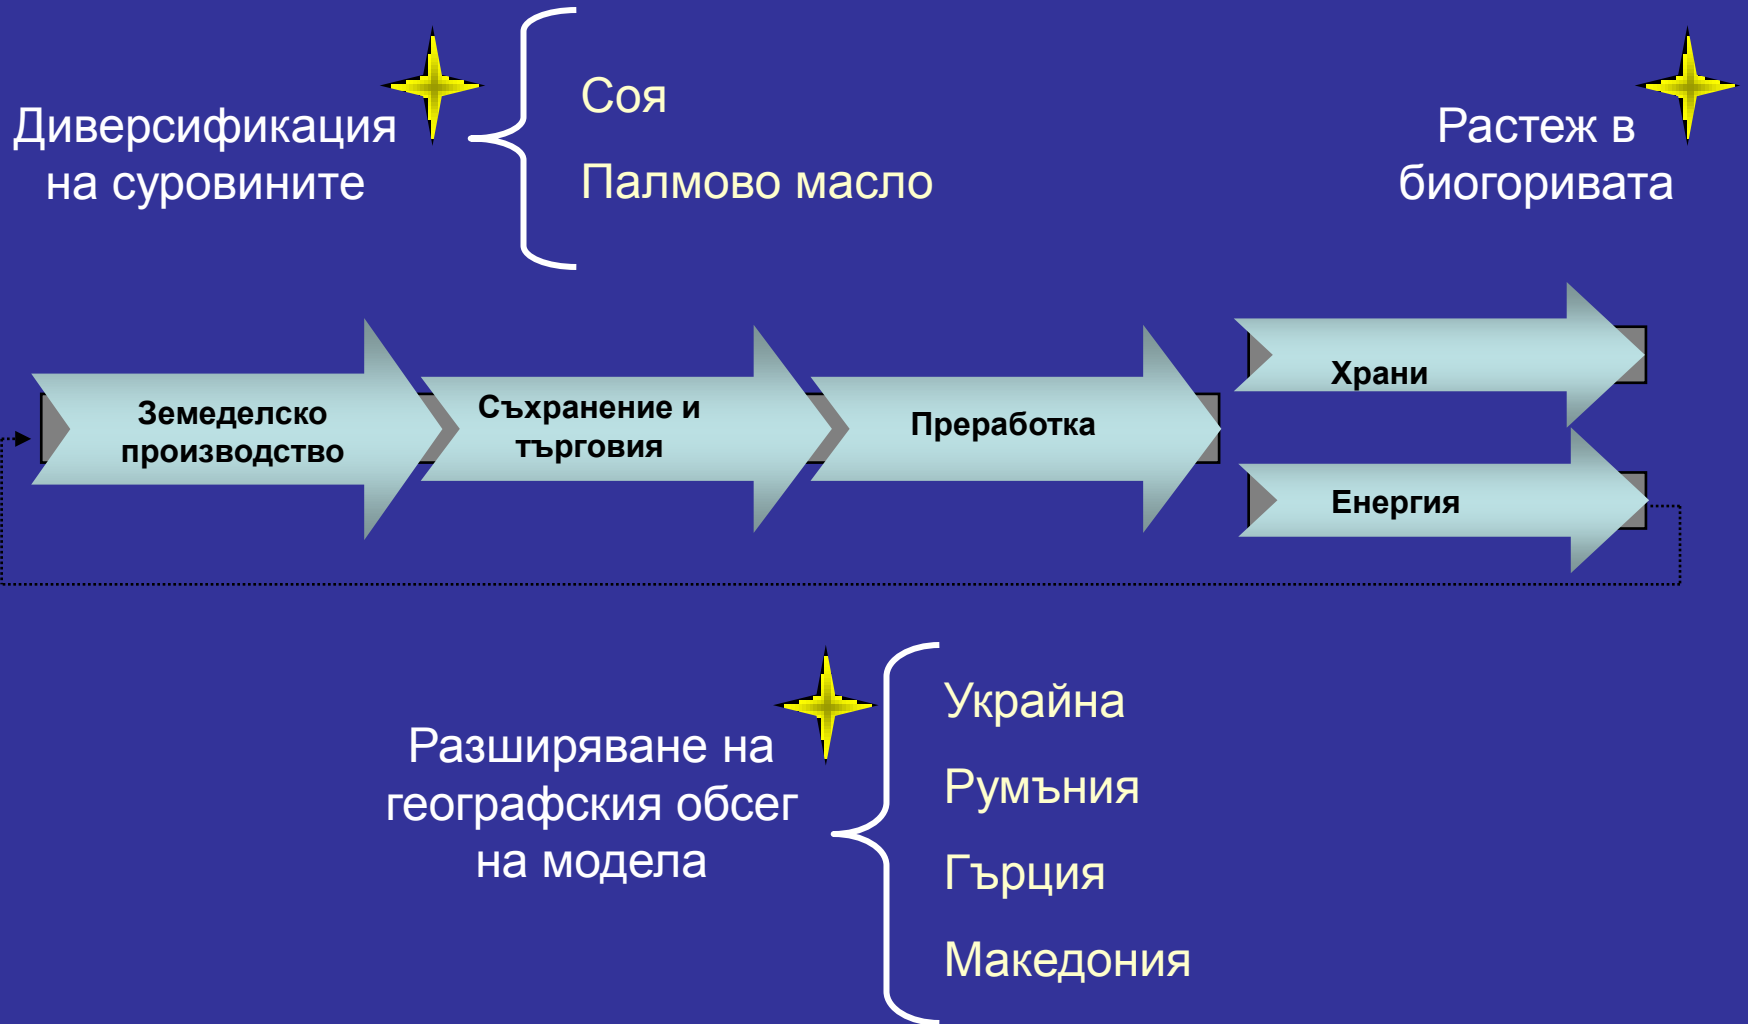 Диверсификация
на суровините
Соя
Палмово масло
Растеж в
биогоривата
Земеделско
производство
Съхранение и
търговия
Преработка
Храни
Енергия
Разширяване на
географския обсег
на модела
Украйна
Румъния
Гърция
Македония